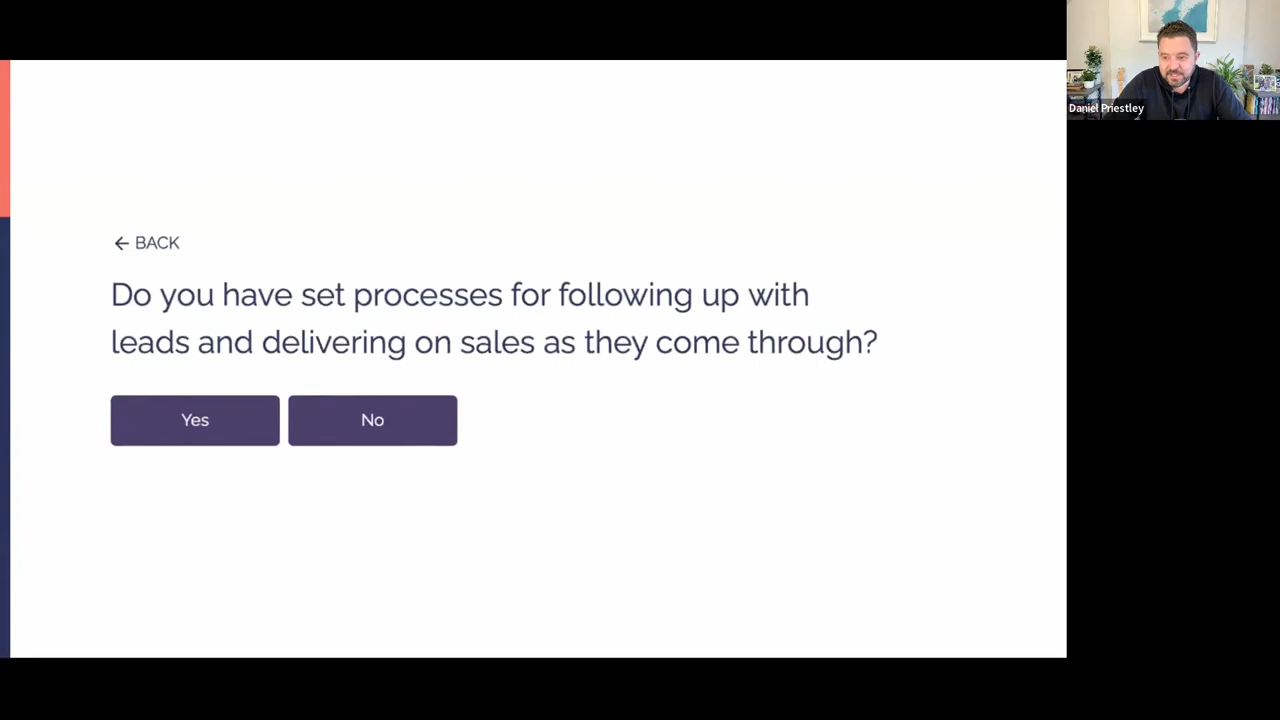 ← BACK
Do you have set processes for following up with
leads and delivering on sales as they come through?
Yes
No
Daniel Priestley